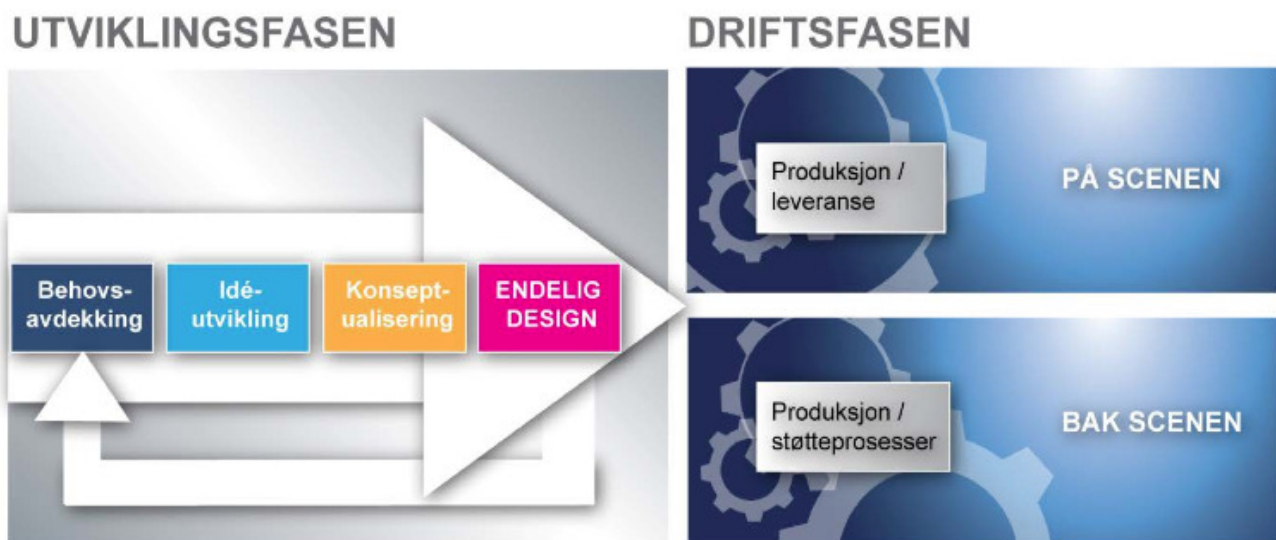 UTVIKLINGSFASEN
Behovs-
avdekking
Idé-
utvikling
Konsept-
ualisering
ENDELIG
DESIGN
DRIFTSFASEN
Produksjon /
leveranse
PÅ SCENEN
Produksjon /
støtteprosesser
BAK SCENEN